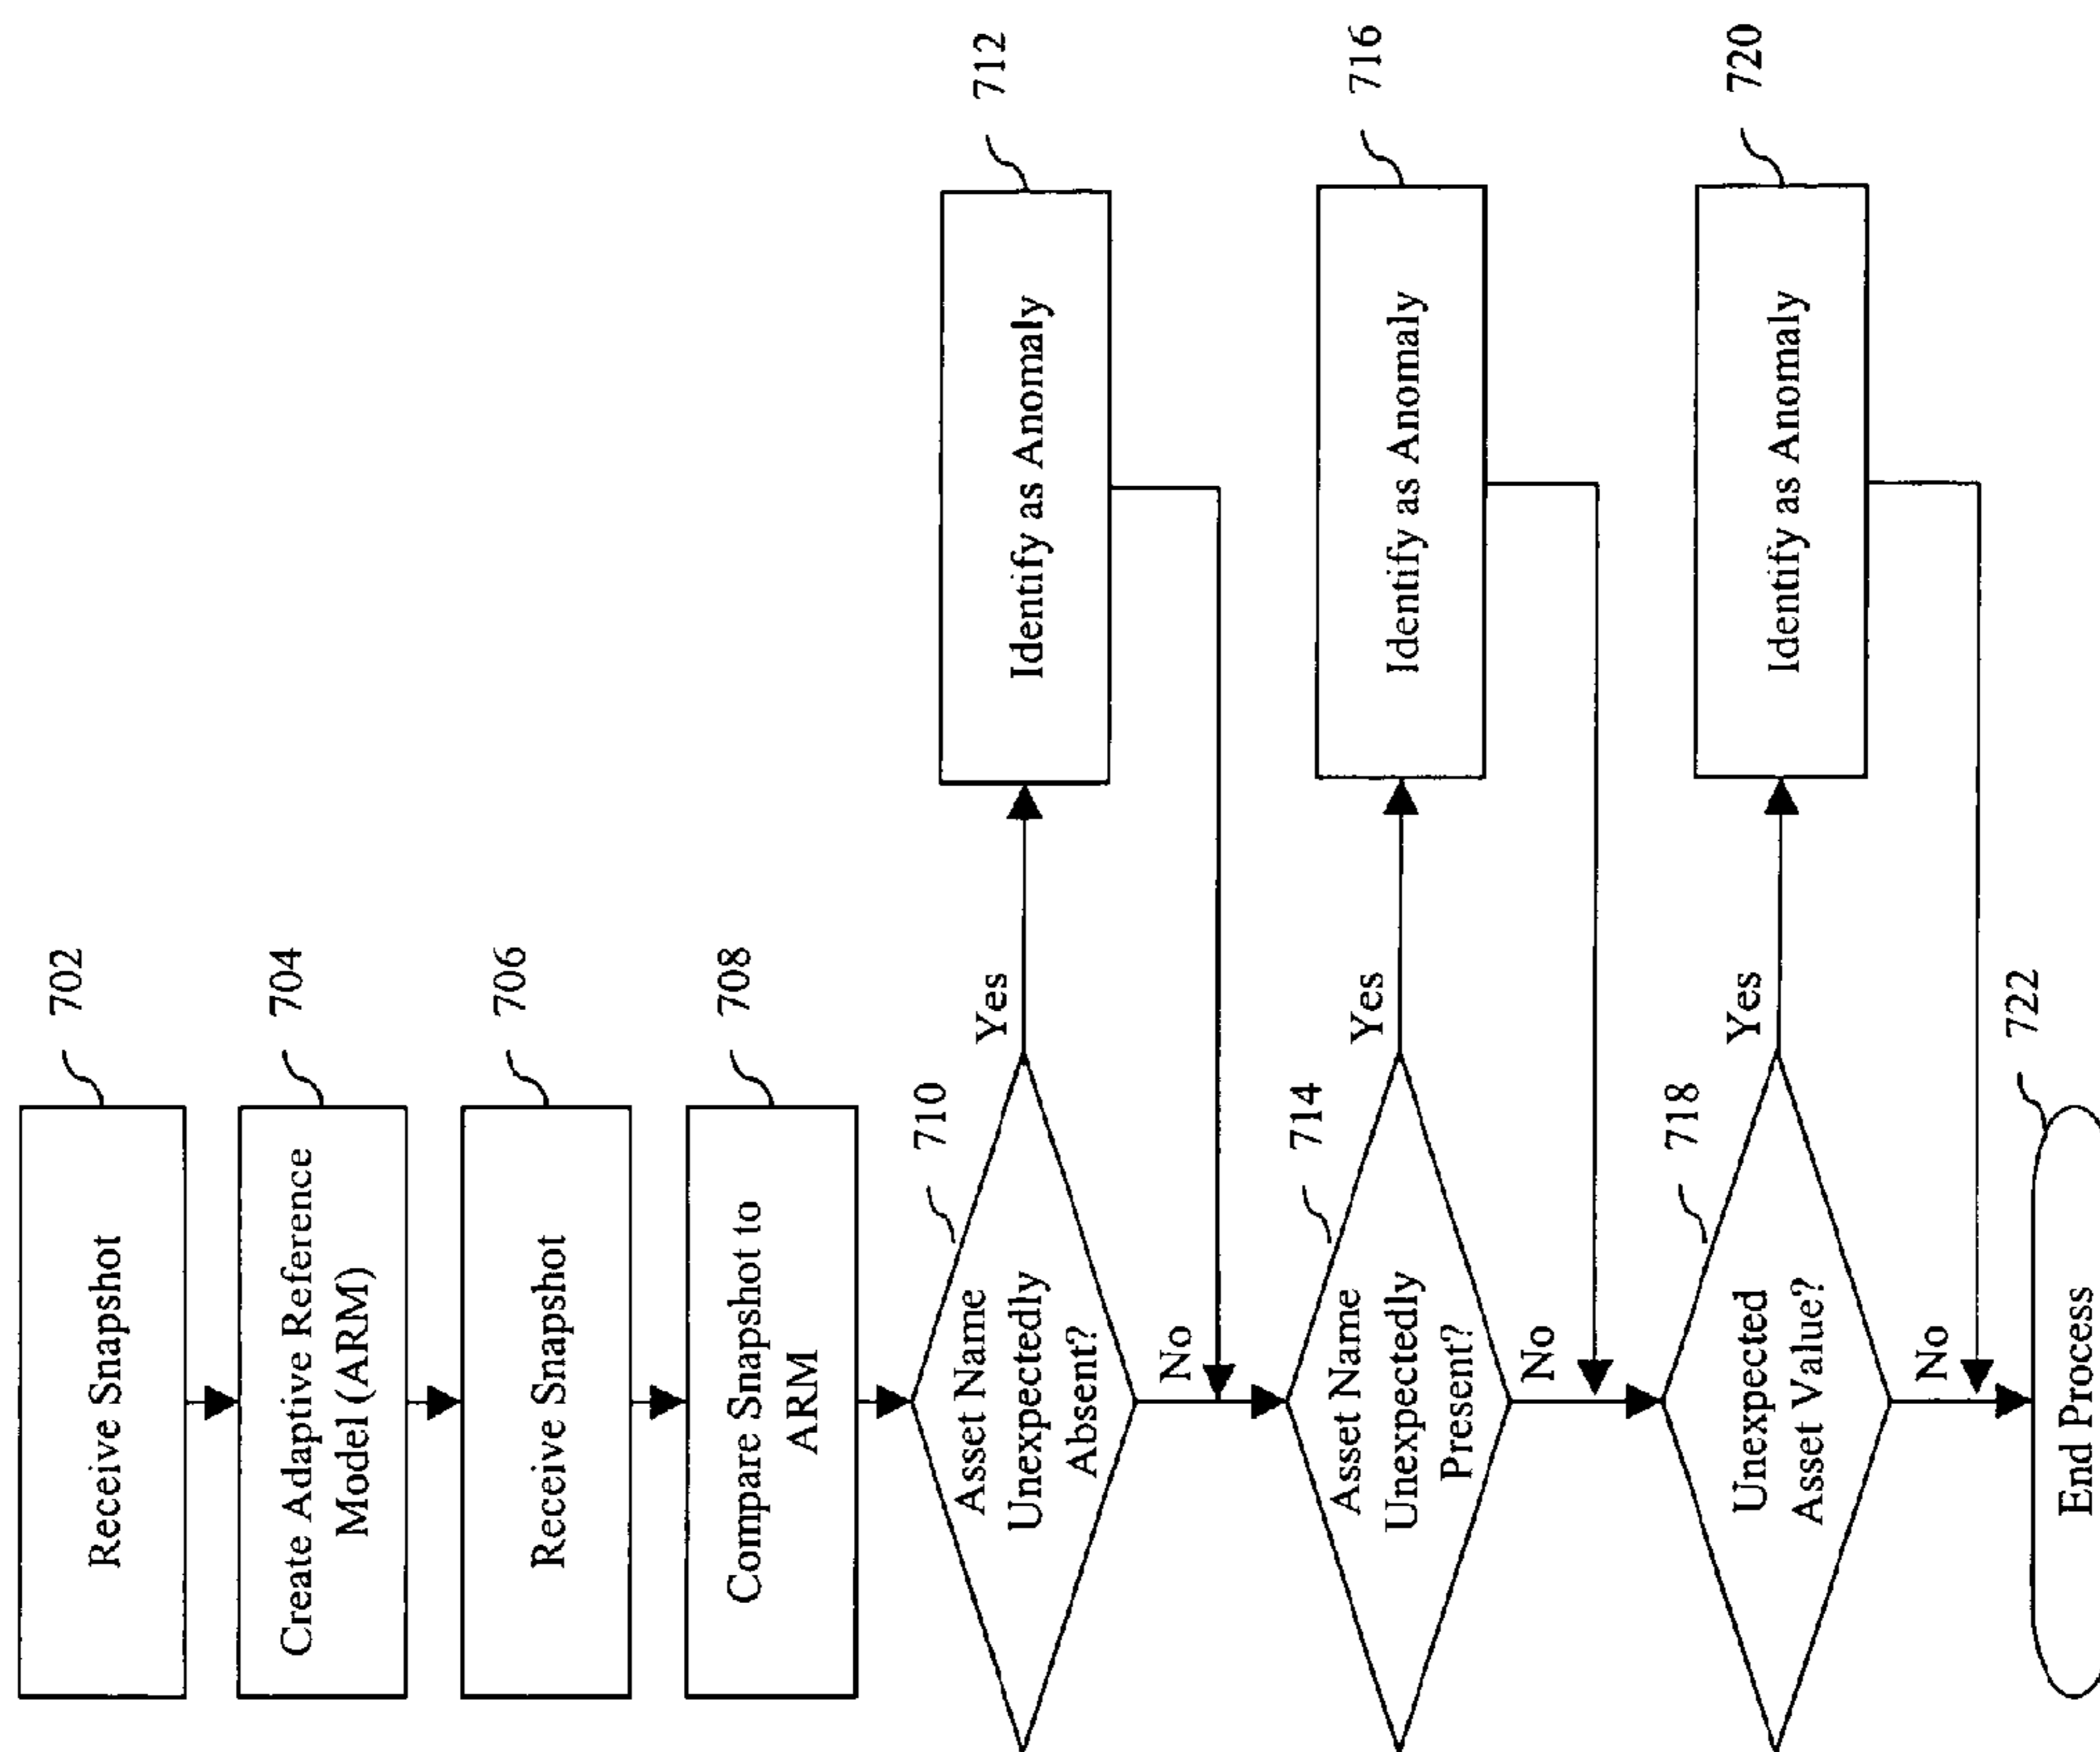 Receive Snapshot
702
Create Adaptive Reference
Model (ARM)
704
Receive Snapshot
706
Compare Snapshot to
ARM
708
Asset Name
Unexpectedly
Absent?
710
Yes
Identify as Anomaly
712
No
Asset Name
Unexpectedly
Present?
714
Yes
Identify as Anomaly
716
No
Unexpected
Asset Value?
718
Yes
Identify as Anomaly
720
No
End Process
722